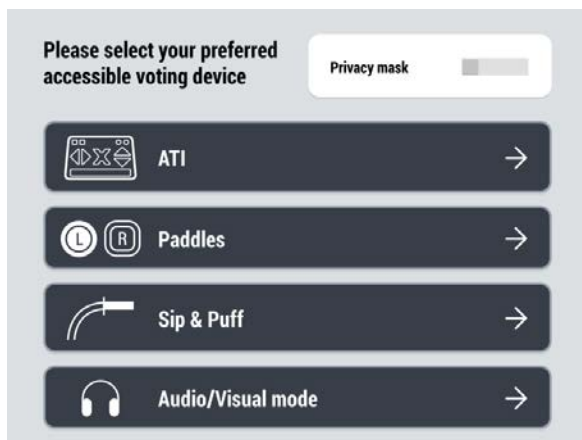 Please select your preferred
accessible voting device
Privacy mask
ATI
L R Paddles
Sip & Puff
Audio/Visual mode